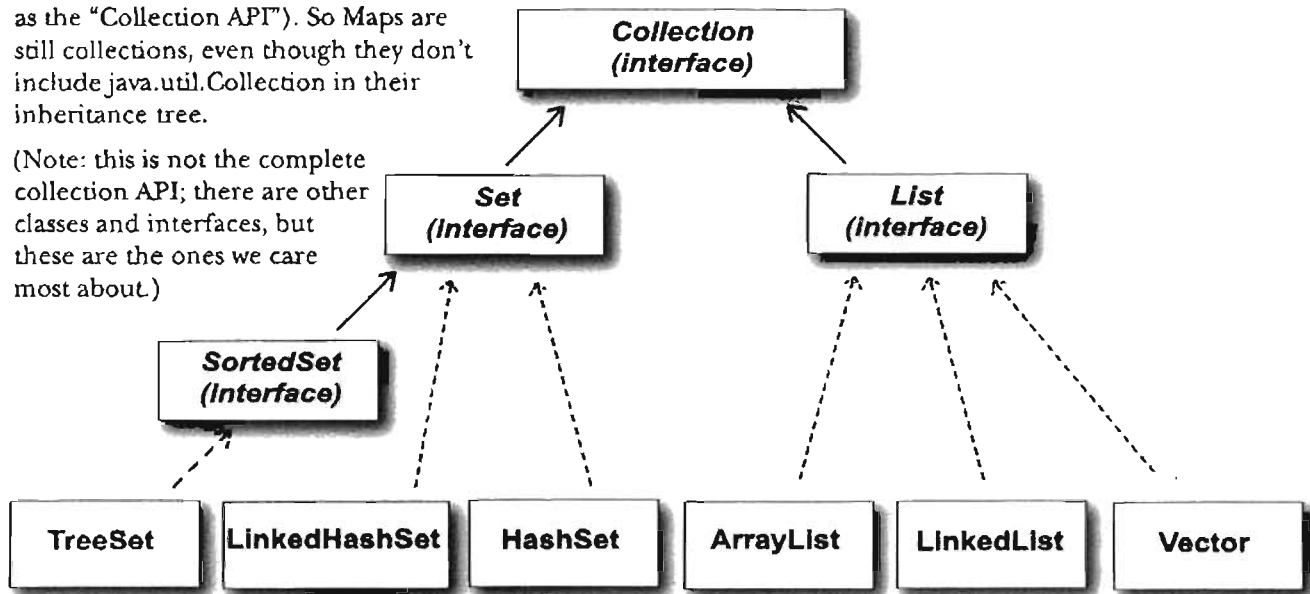 as the “Collection API”). So Maps are
still collections, even though they don’t
include java.util.Collection in their
inheritance tree.
(Note: this is not the complete
collection API; there are other
classes and interfaces, but
these are the ones we care
most about.)
Collection
(interface)
Set
(interface)
List
(interface)
SortedSet
(interface)
TreeSet
LinkedHashSet
HashSet
ArrayList
LinkedList
Vector